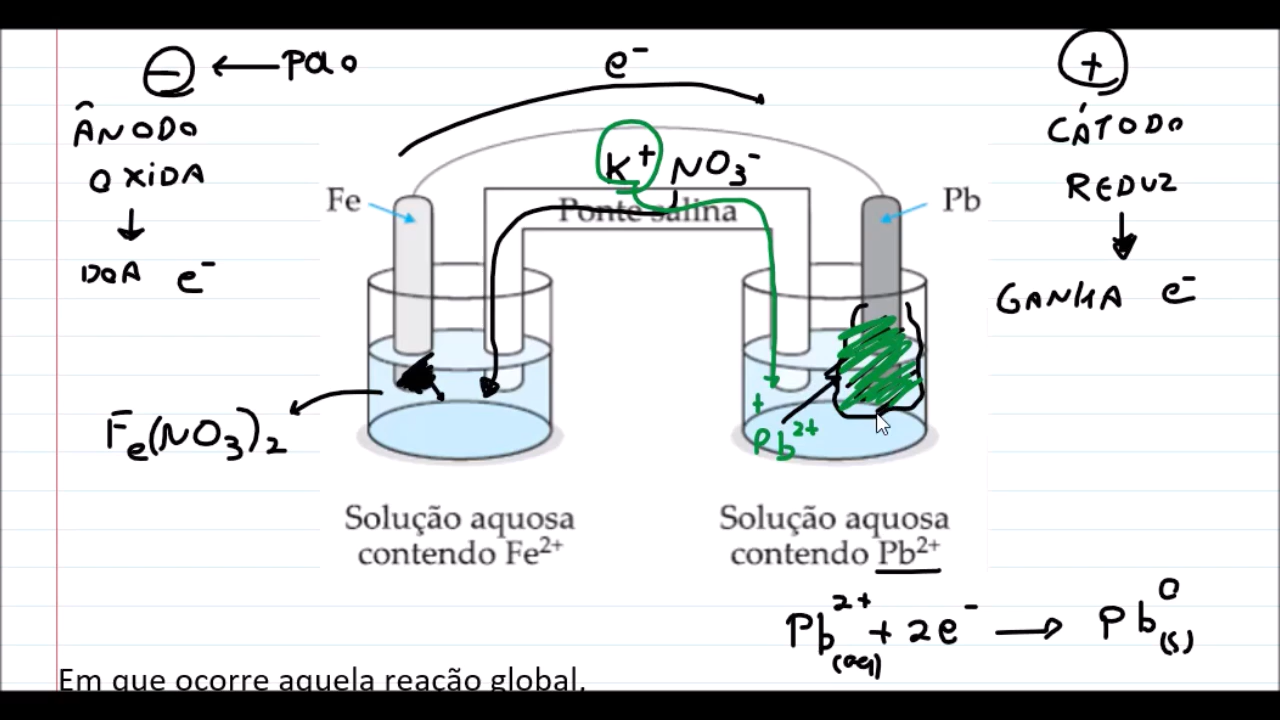 ⊖ ← POLO
e⁻
+
ÂNODO
CÁTODO
OXIDA
REDUZ
K⁺ NO₃⁻
Fe
Ponte salina
Pb
DOA e⁻
GANHA e⁻
Fe(NO₃)₂
+
Pb²⁺
Solução aquosa
contendo Fe²⁺
Solução aquosa
contendo Pb²⁺
Pb²⁺(aq) + 2e⁻ → Pb⁰(s)
Em que ocorre aquela reação global,